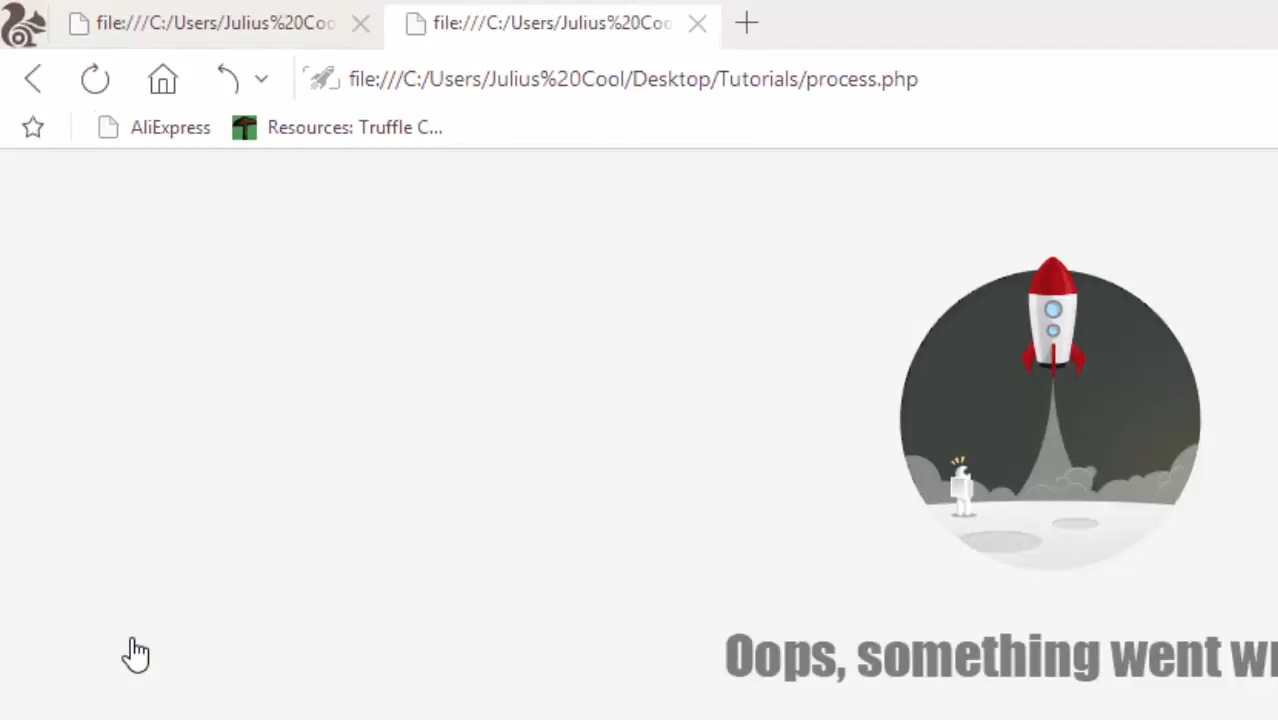 file:///C:/Users/Julius%20Coo
file:///C:/Users/Julius%20Coo
file:///C:/Users/Julius%20Cool/Desktop/Tutorials/process.php
AliExpress
Resources: Truffle C...
Oops, something went wr